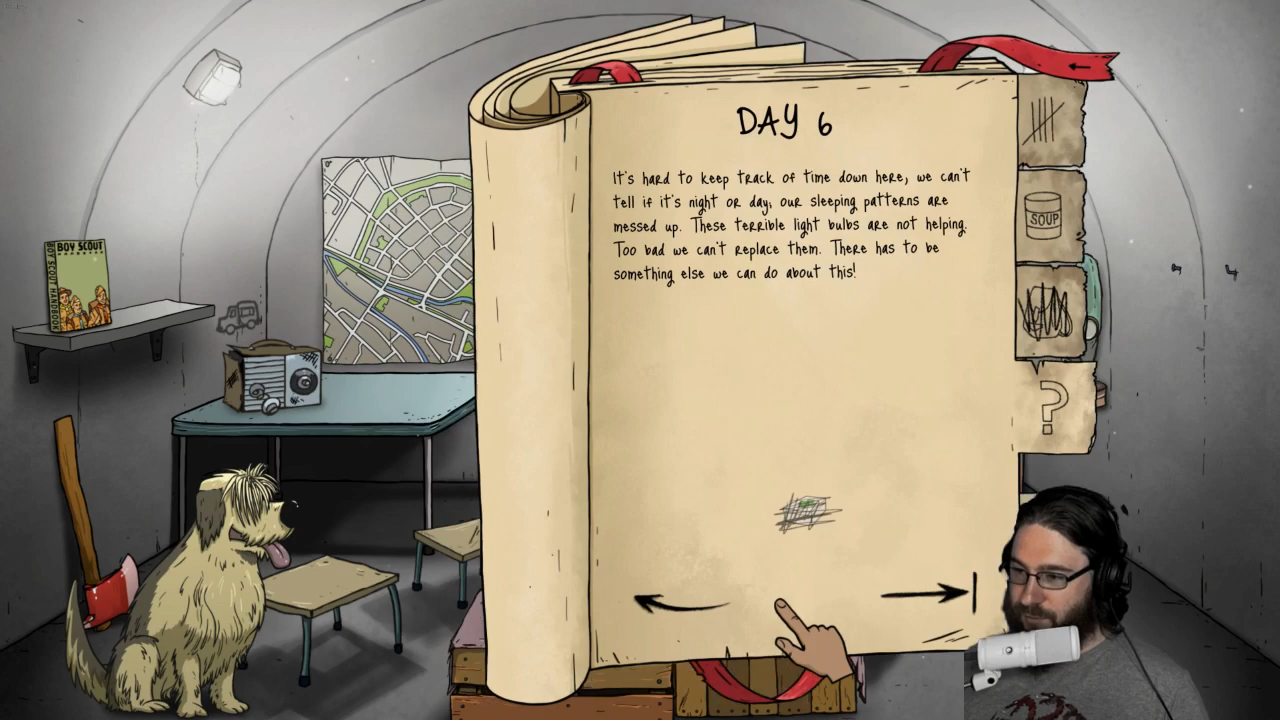 DAY 6
It's hard to keep track of time down here, we can't
tell if it's night or day; our sleeping patterns are
messed up. These terrible light bulbs are not helping.
Too bad we can't replace them. There has to be
something else we can do about this!
SOUP
?
BOY SCOUT
BOY SCOUT HANDBOOK